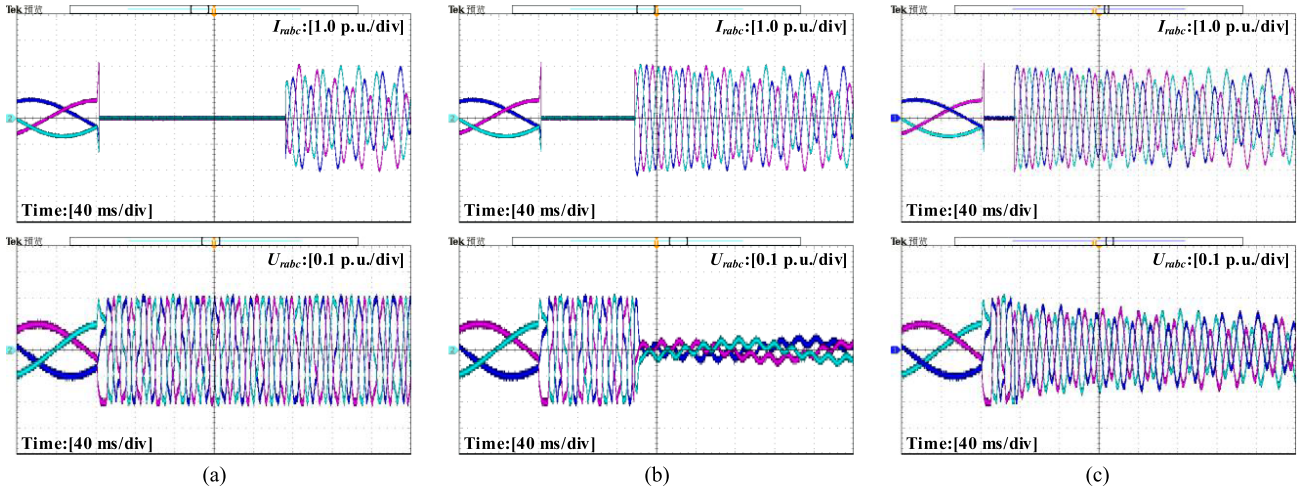 Tek 预览
I_rabc:[1.0 p.u./div]
Time:[40 ms/div]
Tek 预览
U_rabc:[0.1 p.u./div]
Time:[40 ms/div]
(a)
Tek 预览
I_rabc:[1.0 p.u./div]
Time:[40 ms/div]
Tek 预览
U_rabc:[0.1 p.u./div]
Time:[40 ms/div]
(b)
Tek 预览
I_rabc:[1.0 p.u./div]
Time:[40 ms/div]
Tek 预览
U_rabc:[0.1 p.u./div]
Time:[40 ms/div]
(c)